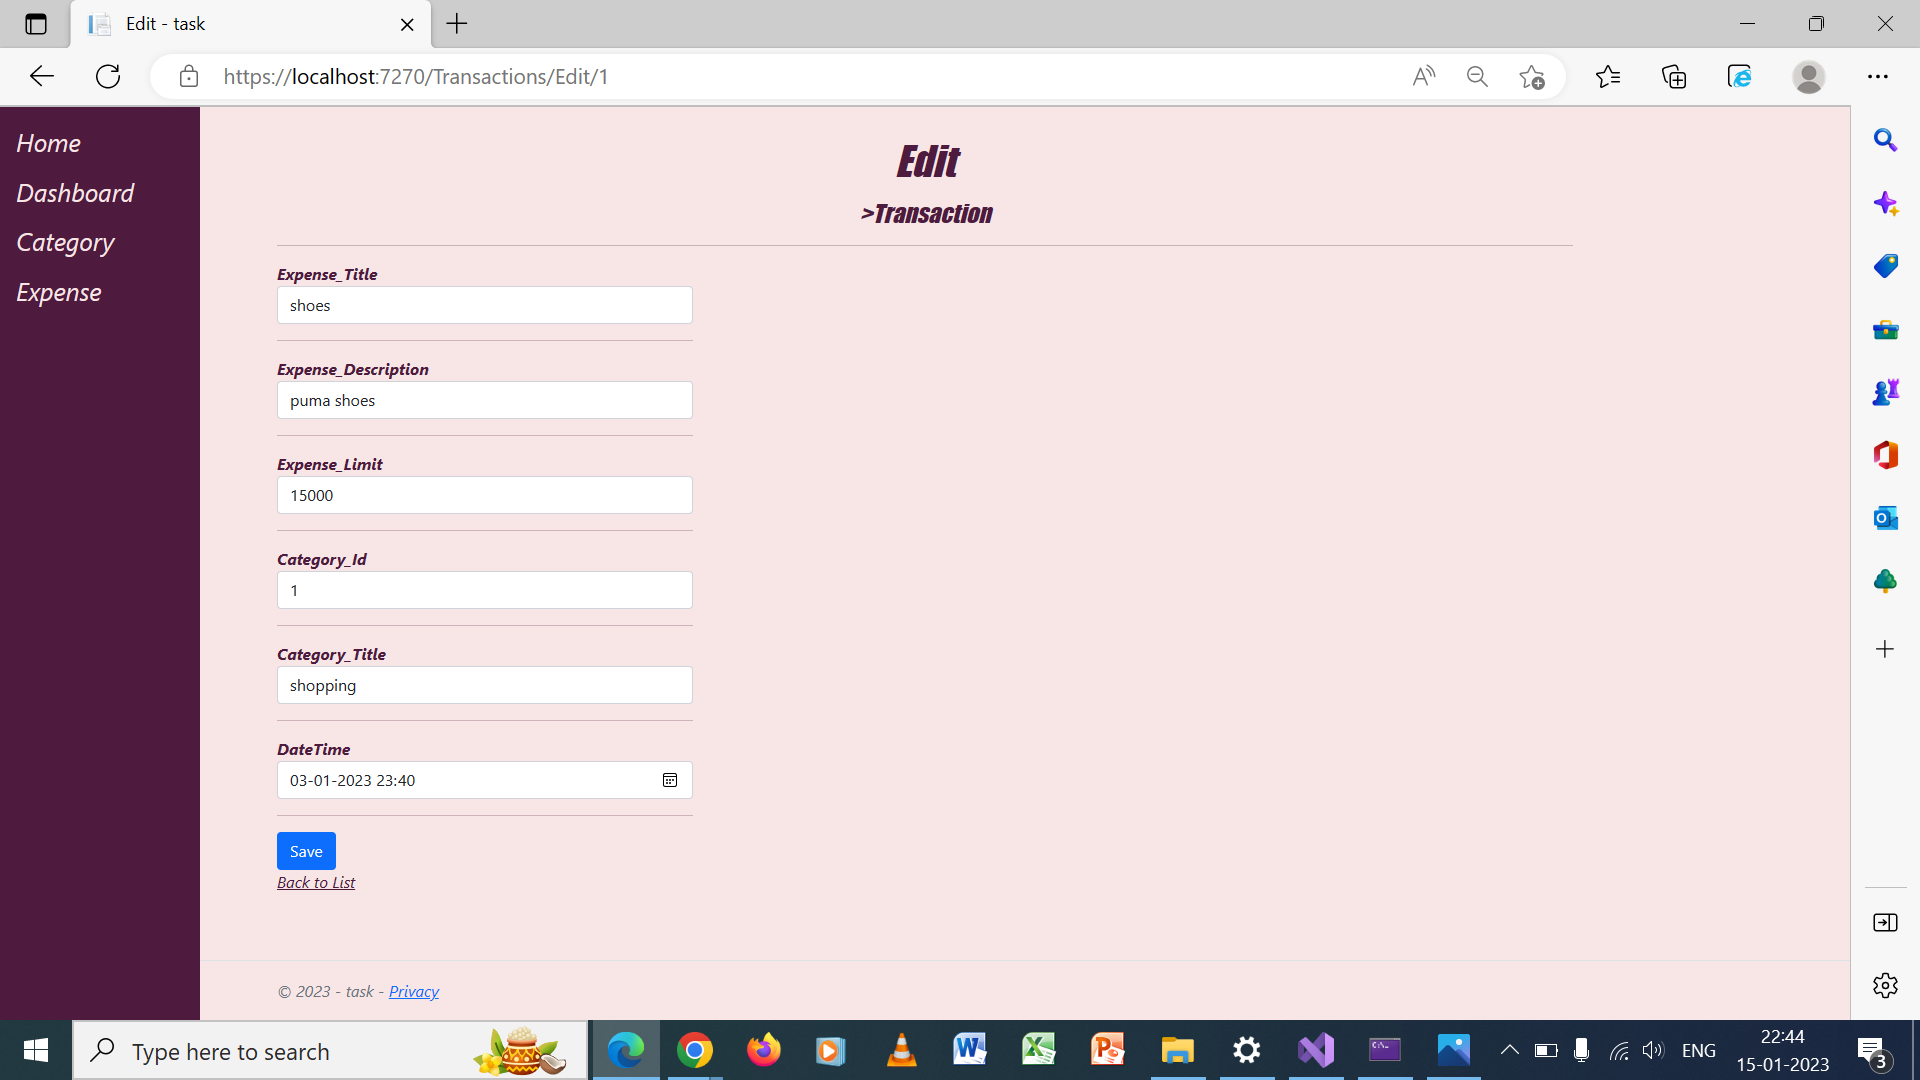 Edit - task
https://localhost:7270/Transactions/Edit/1
Home
Dashboard
Category
Expense
Edit
>Transaction
Expense_Title
shoes
Expense_Description
puma shoes
Expense_Limit
15000
Category_Id
1
Category_Title
shopping
DateTime
03-01-2023 23:40
Save
Back to List
© 2023 - task - Privacy
Type here to search
ENG
22:44
15-01-2023
3